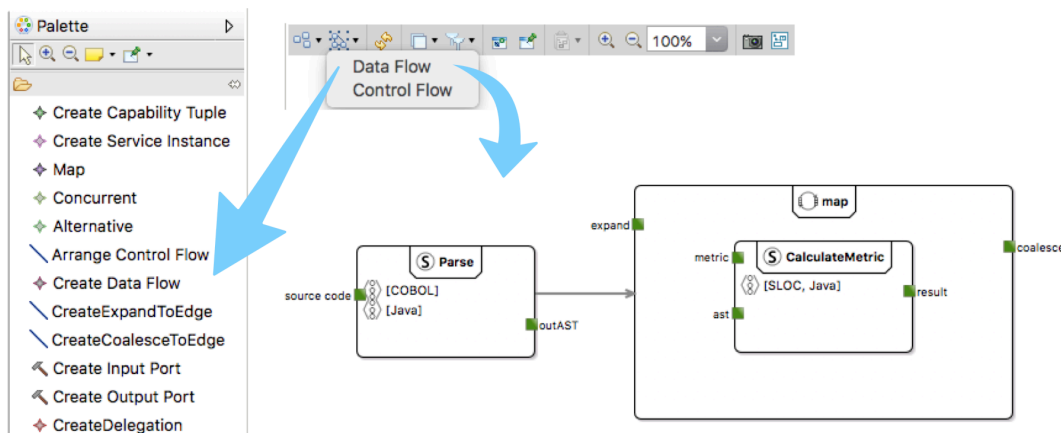 Palette
Create Capability Tuple
Create Service Instance
Map
Concurrent
Alternative
Arrange Control Flow
Create Data Flow
CreateExpandToEdge
CreateCoalesceToEdge
Create Input Port
Create Output Port
CreateDelegation
100%
Data Flow
Control Flow
S Parse
source code
[COBOL]
[Java]
outAST
map
expand
coalesce
S CalculateMetric
metric
[SLOC, Java]
ast
result